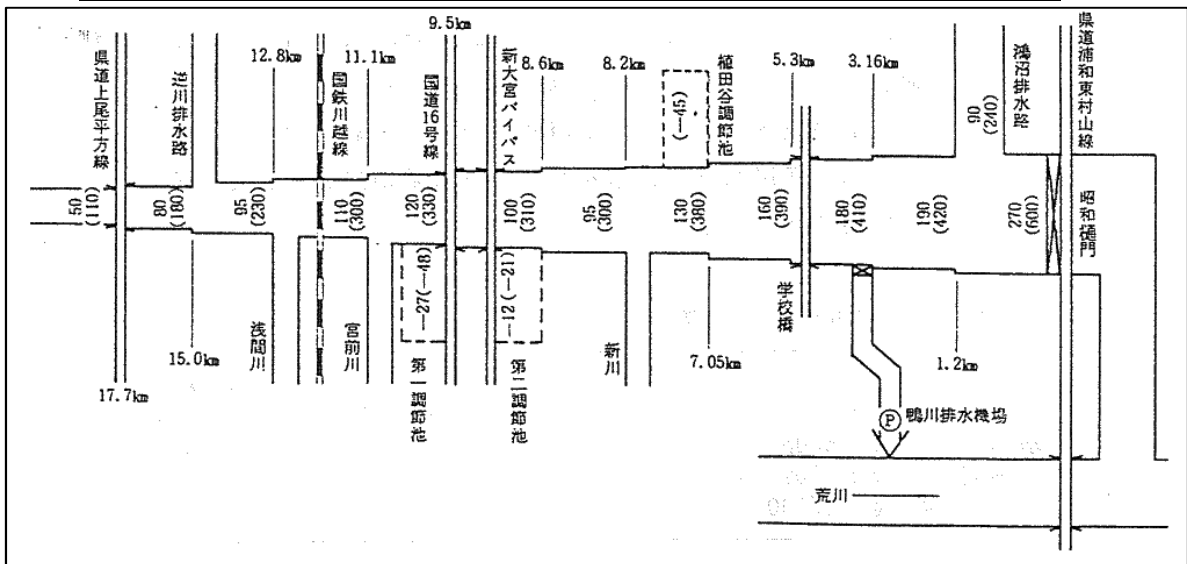 県道上尾平方線
逆川排水路
12.8km
国鉄川越線
11.1km
9.5km
国道16号線
新大宮バイパス
8.6km
8.2km
植田谷調節池
(—45)
5.3km
3.16km
鴻沼排水路
90
(240)
県道浦和東村山線
50
(110)
80
(180)
95
(230)
110
(300)
120
(330)
100
(310)
95
(300)
130
(380)
160
(390)
180
(410)
190
(420)
270
(600)
昭和樋門
17.7km
15.0km
浅間川
宮前川
—27(—48)
第一調節池
—12(—21)
第二調節池
新川
7.05km
学校橋
1.2km
P
鴨川排水機場
荒川